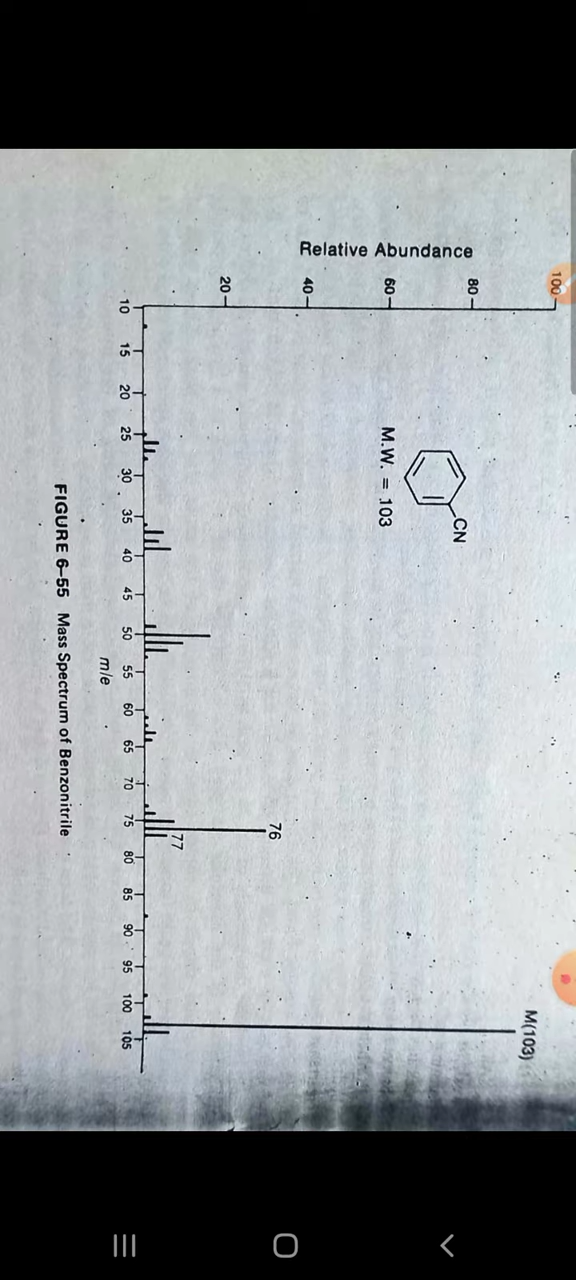 Relative Abundance
100
80
60
40
20
CN
M.W. = 103
M(103)
76
77
10 15 20 25 30 35 40 45 50 55 60 65 70 75 80 85 90 95 100 105
m/e
FIGURE 6–55 Mass Spectrum of Benzonitrile